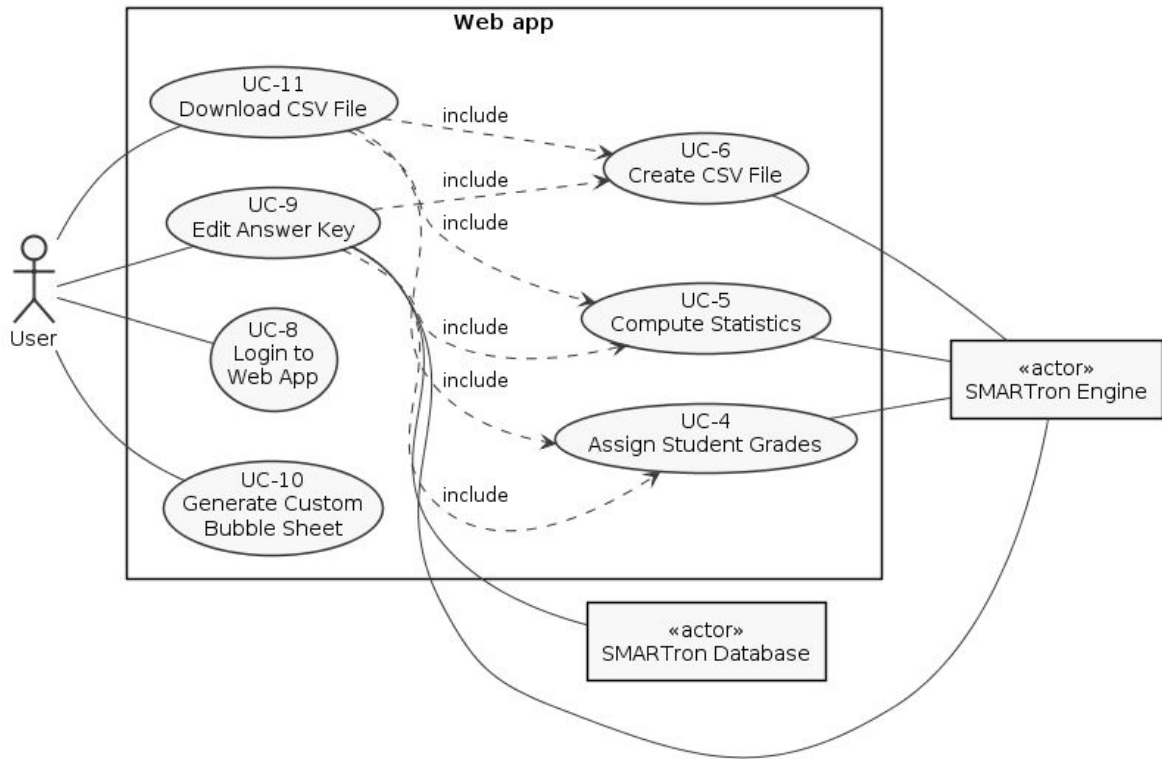 Web app
UC-11
Download CSV File
include
UC-6
Create CSV File
include
UC-9
Edit Answer Key
include
User
UC-8
Login to
Web App
include
UC-5
Compute Statistics
include
«actor»
SMARTron Engine
UC-4
Assign Student Grades
UC-10
Generate Custom
Bubble Sheet
include
«actor»
SMARTron Database